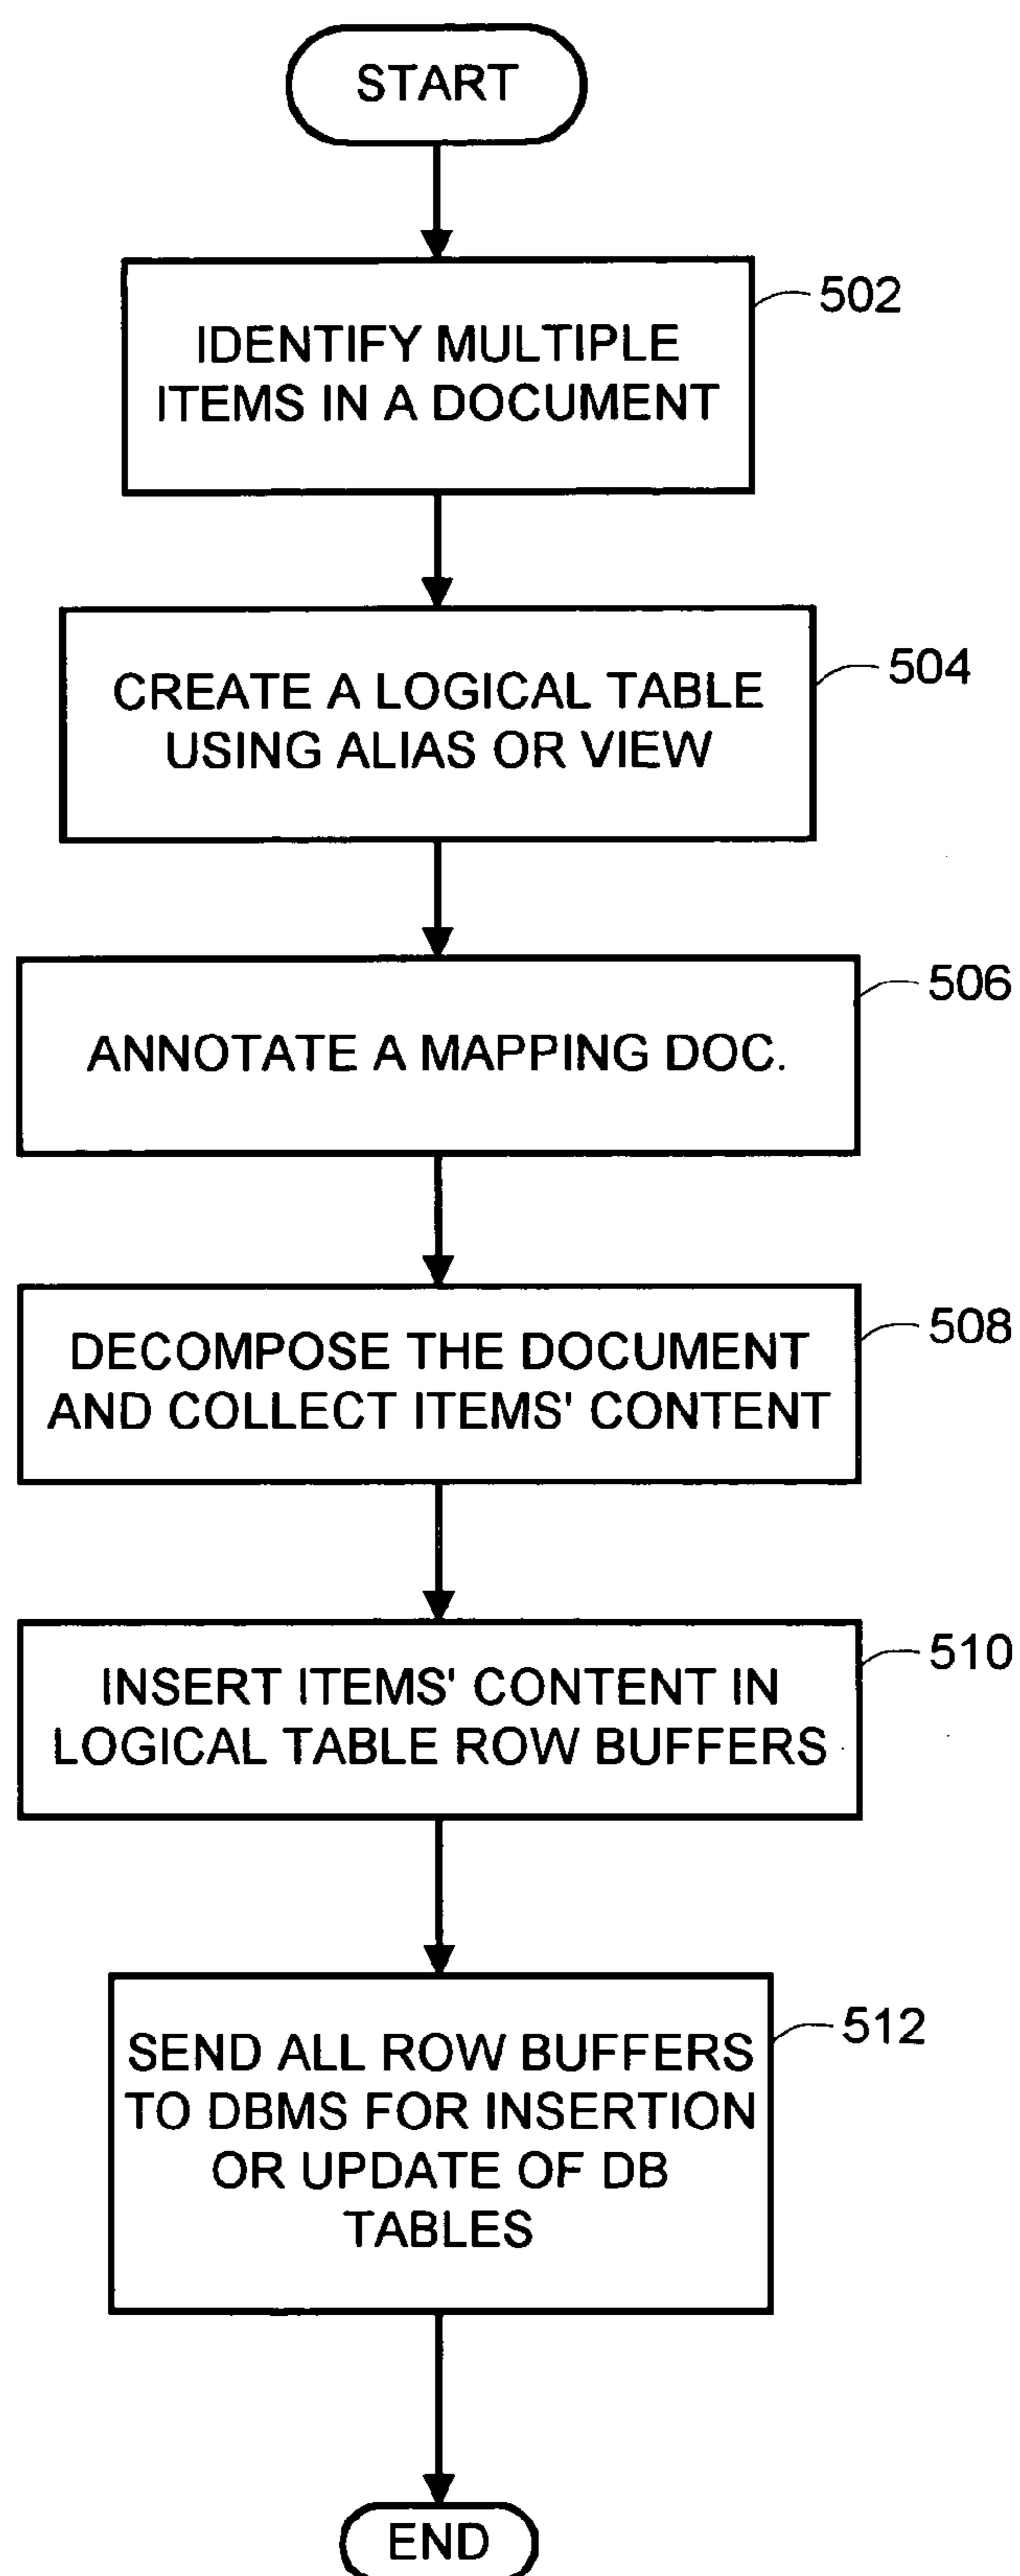 START
502
IDENTIFY MULTIPLE
ITEMS IN A DOCUMENT
504
CREATE A LOGICAL TABLE
USING ALIAS OR VIEW
506
ANNOTATE A MAPPING DOC.
508
DECOMPOSE THE DOCUMENT
AND COLLECT ITEMS' CONTENT
510
INSERT ITEMS' CONTENT IN
LOGICAL TABLE ROW BUFFERS
512
SEND ALL ROW BUFFERS
TO DBMS FOR INSERTION
OR UPDATE OF DB
TABLES
END